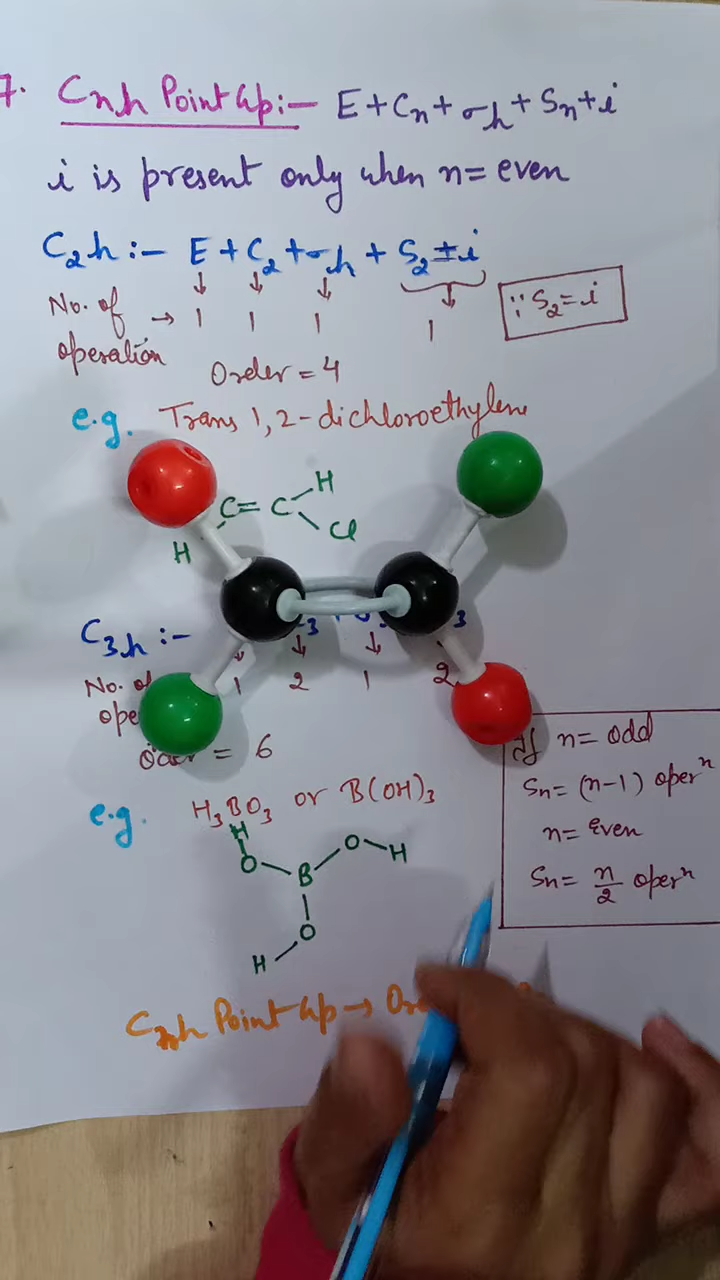 7. Cnh Point Gp:- E + Cn + σh + Sn + i
i is present only when n = even
C2h :- E + C2 + σh + S2 ± i
↓ ↓ ↓ ↓
No. of operation → 1 1 1 1
∵ S2 = i
Order = 4
e.g. Trans 1,2-dichloroethylene
C = C
H
Cl
H
C3h :- 3 3
↓ ↓ ↓
No. of 1 2 1 2
ope
= 6
If n = odd
Sn = (n-1) operⁿ
n = Even
Sn = n/2 operⁿ
e.g. H3BO3 or B(OH)3
H
O B O-H
O
H
Cnh Point Gp →